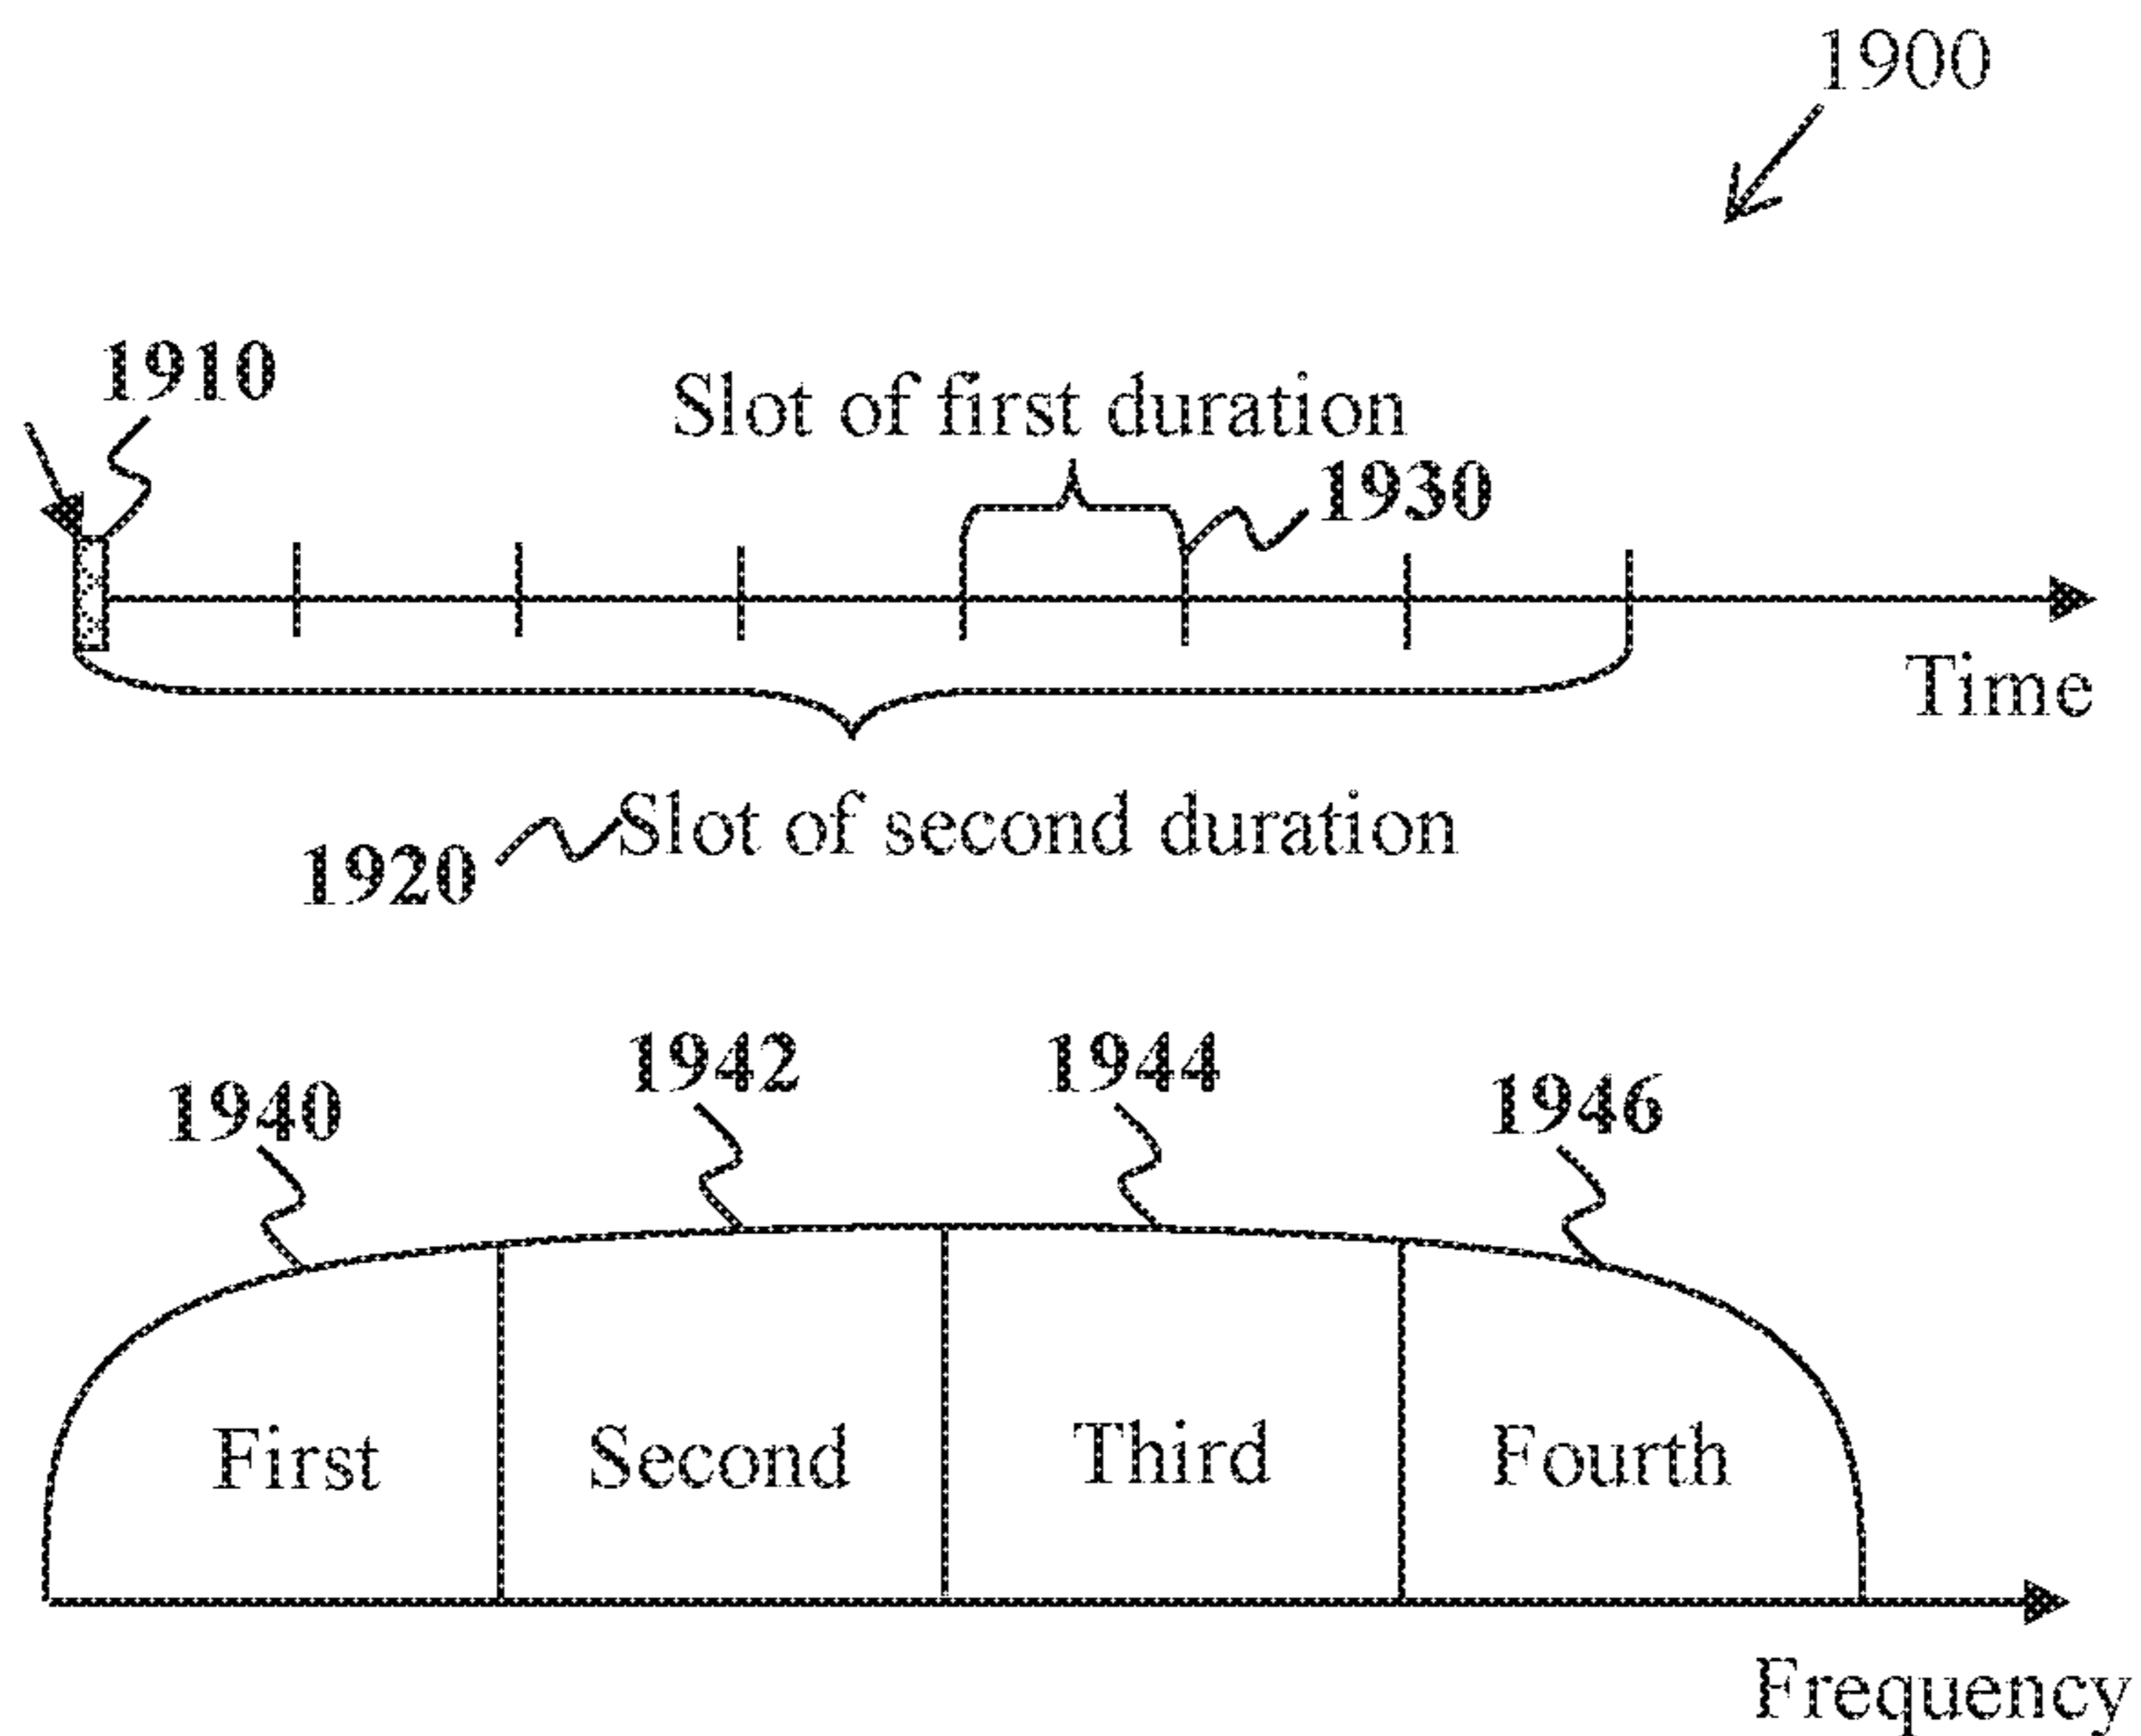 1900
1910
Slot of first duration
1930
Time
Slot of second duration
1920
1942
1944
1940
1946
First
Second
Third
Fourth
Frequency